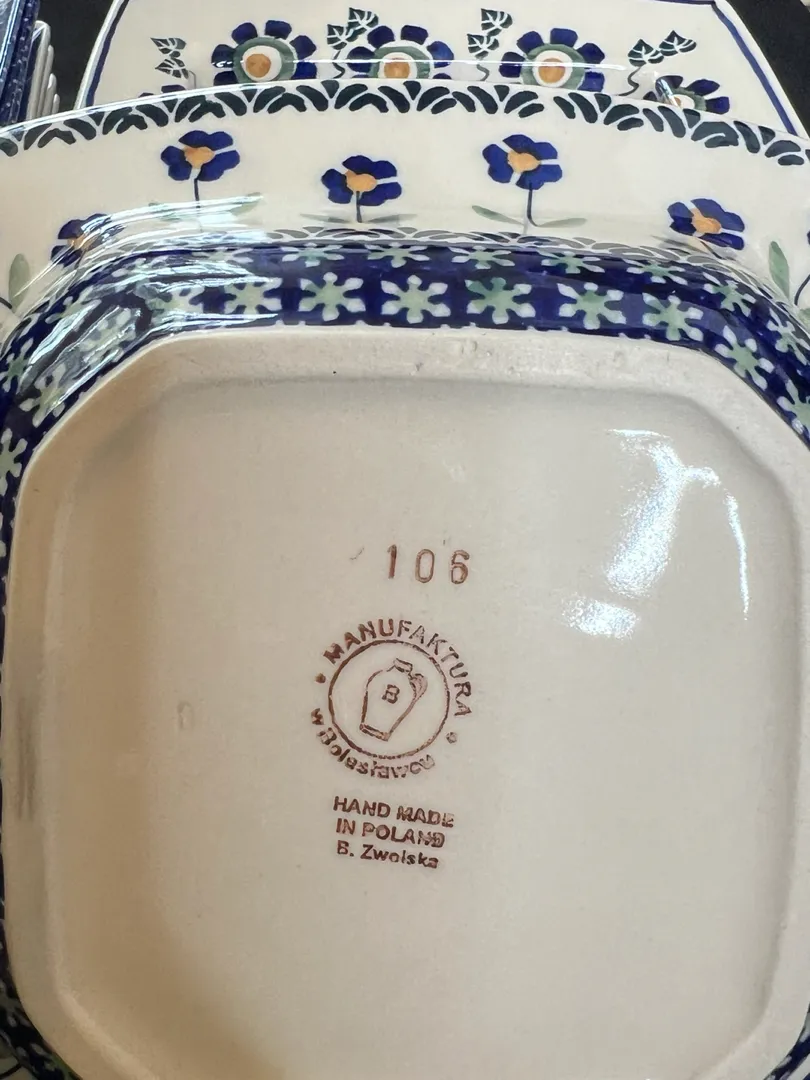 106
MANUFAKTURA
w Bolesławcu
B
HAND MADE
IN POLAND
B. Zwolska